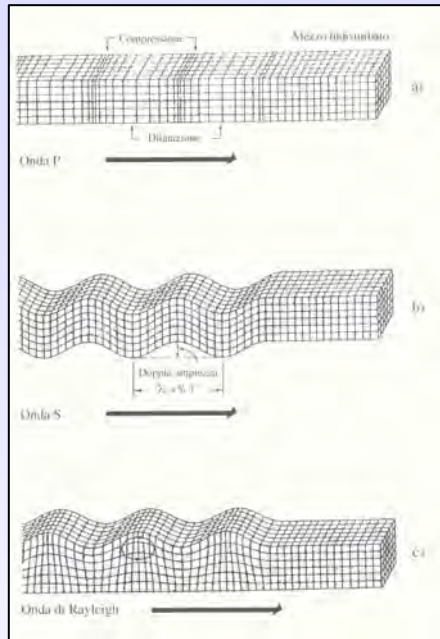 Compressione
Mezzo indisturbato
a)
Dilatazione
Onda P
b)
Doppia ampiezza
Onda S
c)
Onda di Rayleigh